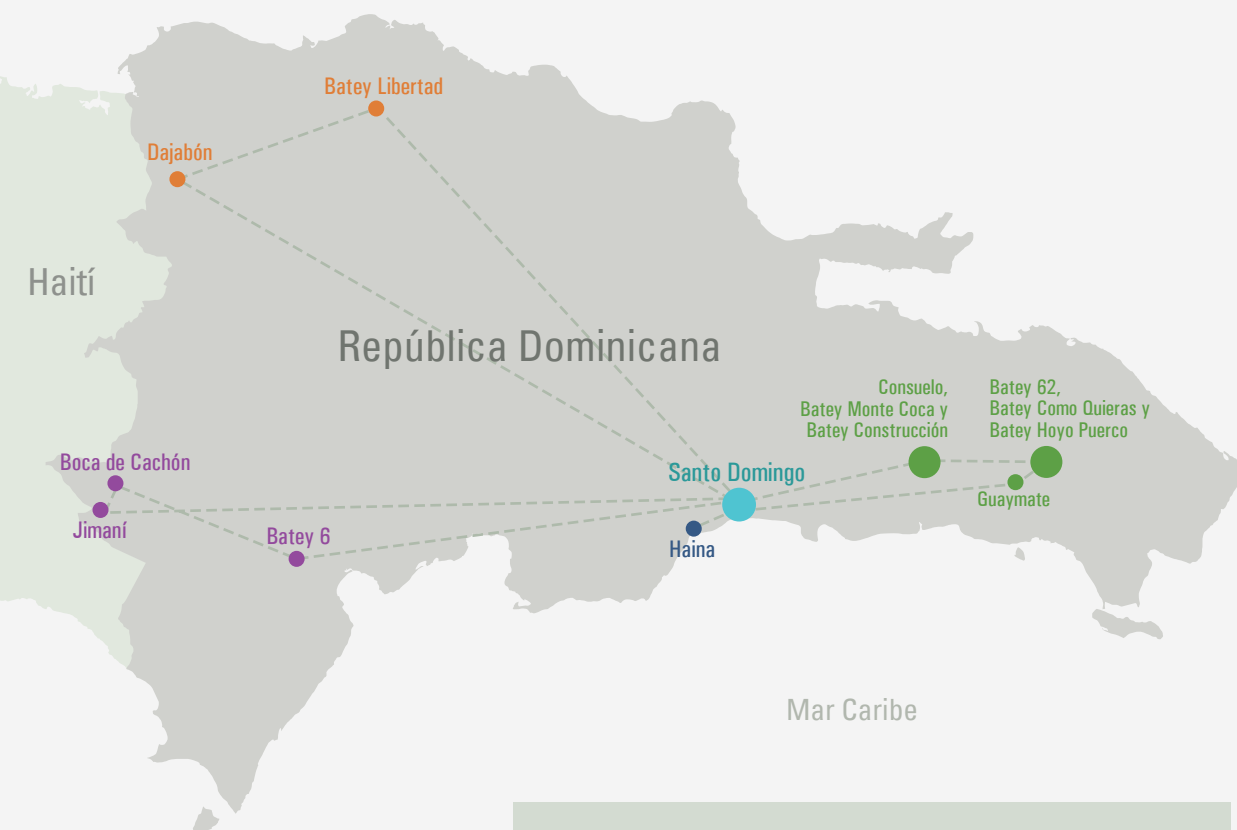 Batey Libertad
Dajabón
Haití
República Dominicana
Consuelo,
Batey Monte Coca y
Batey Construcción
Batey 62,
Batey Como Quieras y
Batey Hoyo Puerco
Boca de Cachón
Santo Domingo
Guaymate
Jimaní
Batey 6
Haina
Mar Caribe